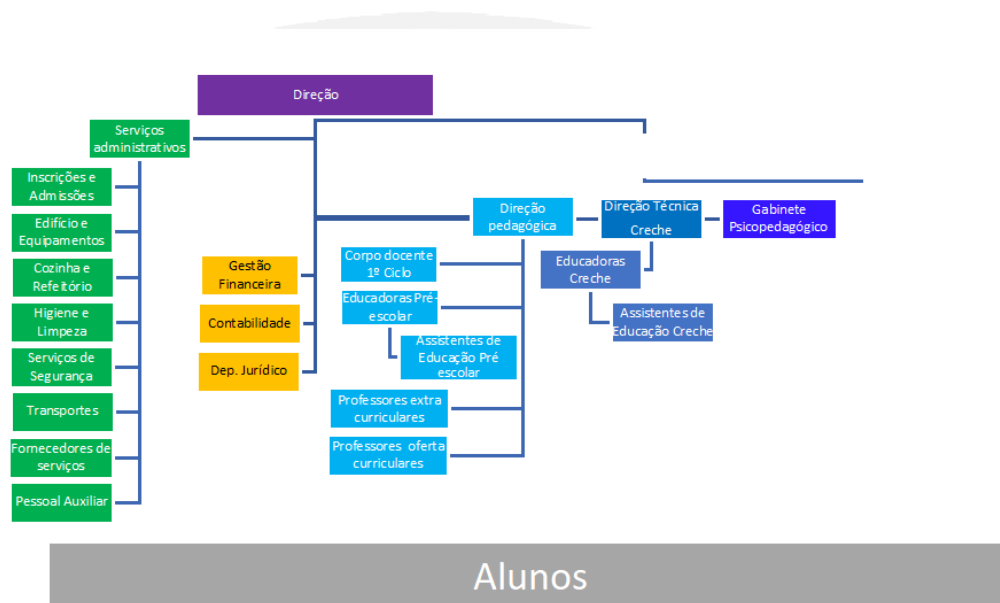 Direção
Serviços
administrativos
Inscrições e
Admissões
Edifício e
Equipamentos
Cozinha e
Refeitório
Higiene e
Limpeza
Serviços de
Segurança
Transportes
Fornecedores de
serviços
Pessoal Auxiliar
Gestão
Financeira
Contabilidade
Dep. Jurídico
Direção
pedagógica
Corpo docente
1º Ciclo
Educadoras Pré-
escolar
Assistentes de
Educação Pré
escolar
Professores extra
curriculares
Professores oferta
curriculares
Direção Técnica
Creche
Educadoras
Creche
Assistentes de
Educação Creche
Gabinete
Psicopedagógico
Alunos